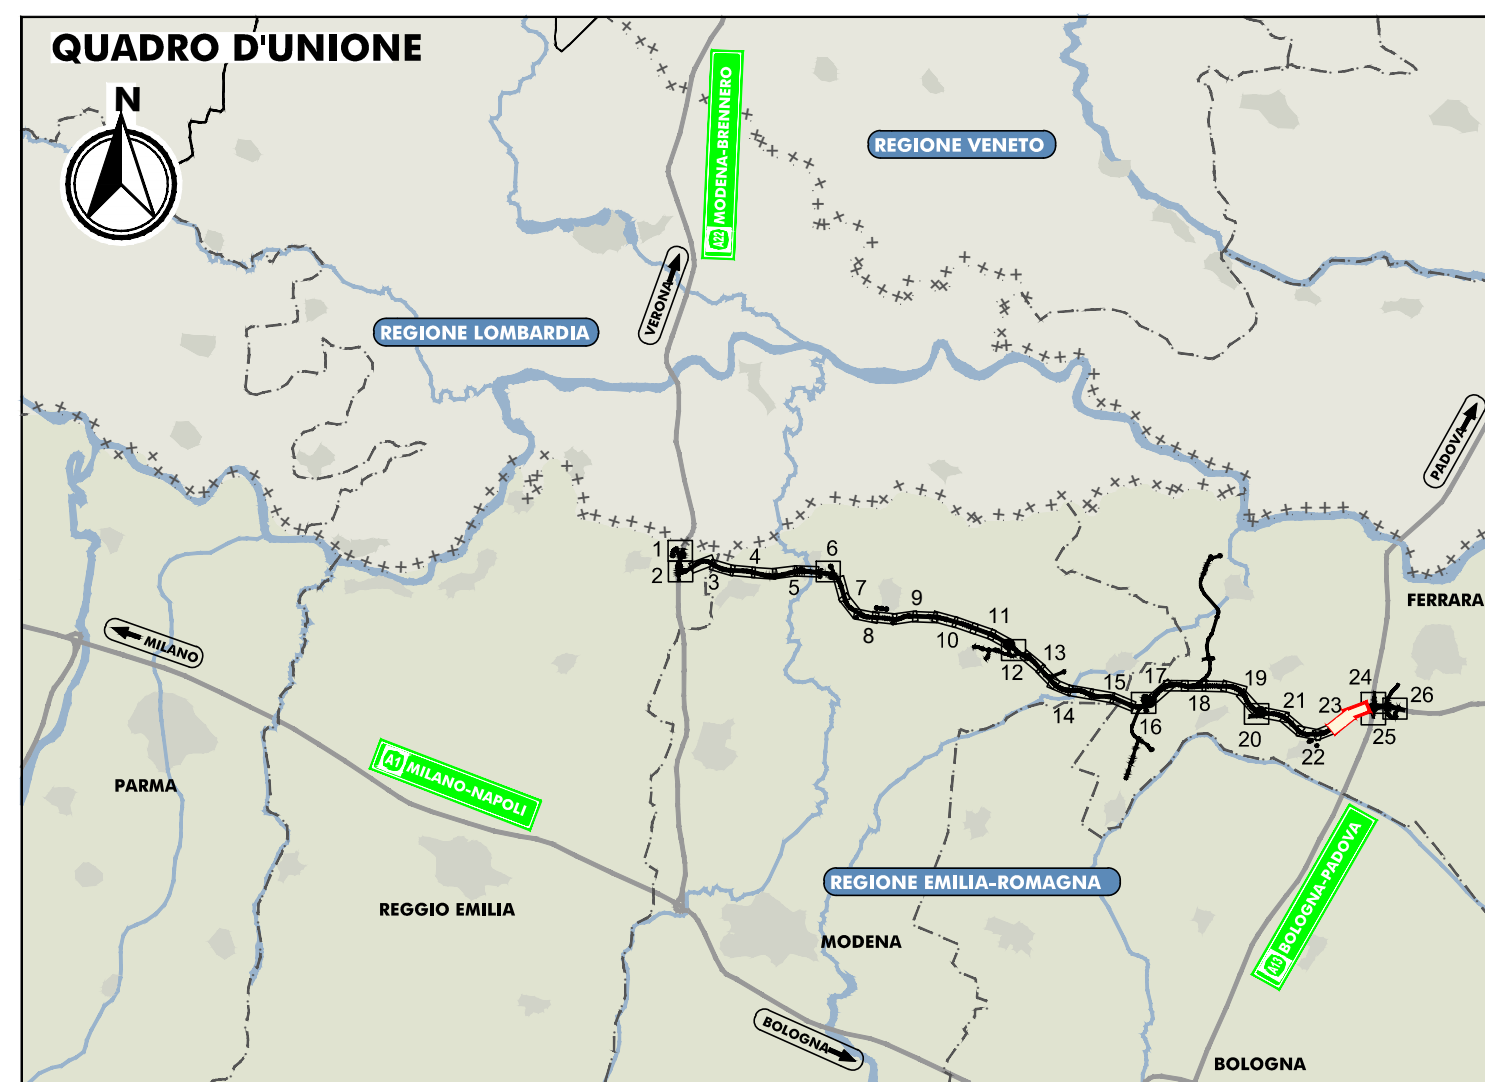 QUADRO D'UNIONE
N
A22 MODENA-BRENNERO
REGIONE VENETO
VERONA
REGIONE LOMBARDIA
PADOVA
1
2
3
4
5
6
7
8
9
10
11
12
13
14
15
16
17
18
19
20
21
22
23
24
25
26
FERRARA
MILANO
PARMA
A1 MILANO-NAPOLI
REGGIO EMILIA
REGIONE EMILIA-ROMAGNA
MODENA
A13 BOLOGNA-PADOVA
BOLOGNA
BOLOGNA